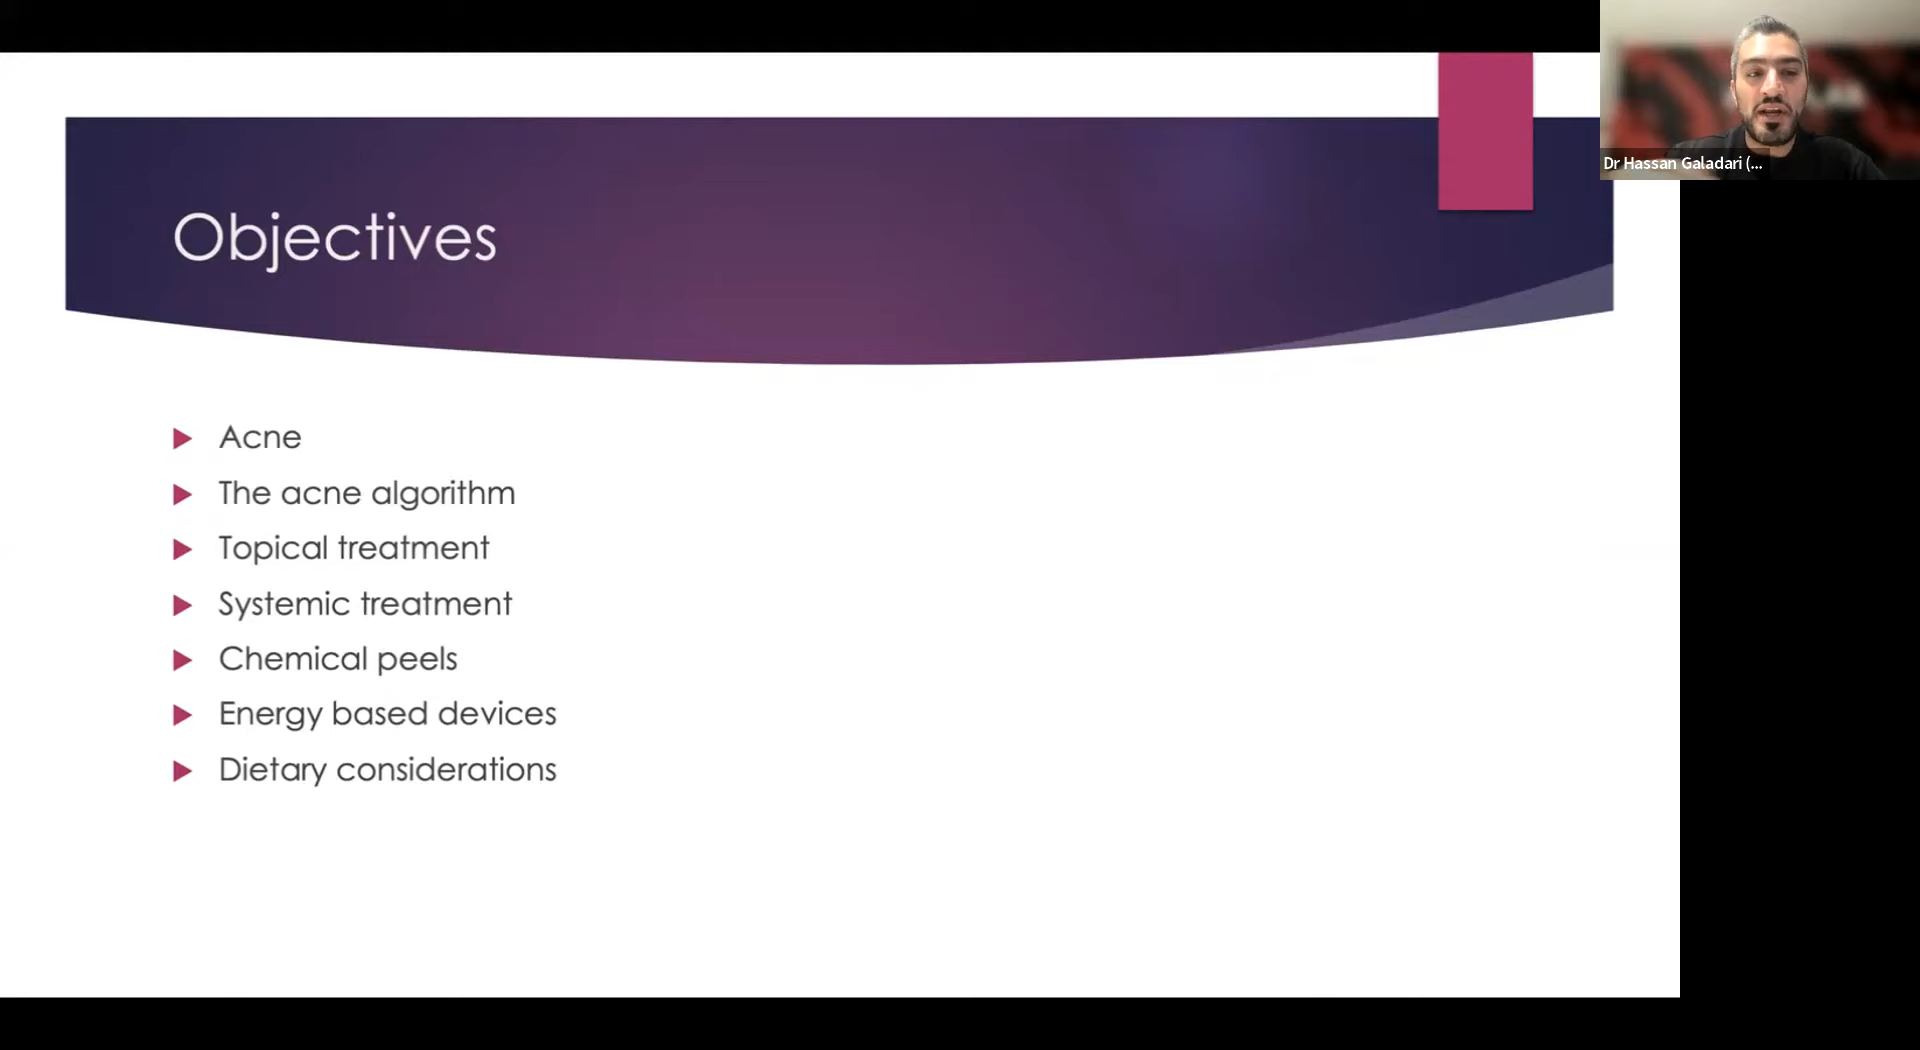 Objectives
Acne
The acne algorithm
Topical treatment
Systemic treatment
Chemical peels
Energy based devices
Dietary considerations
Dr Hassan Galadari (...